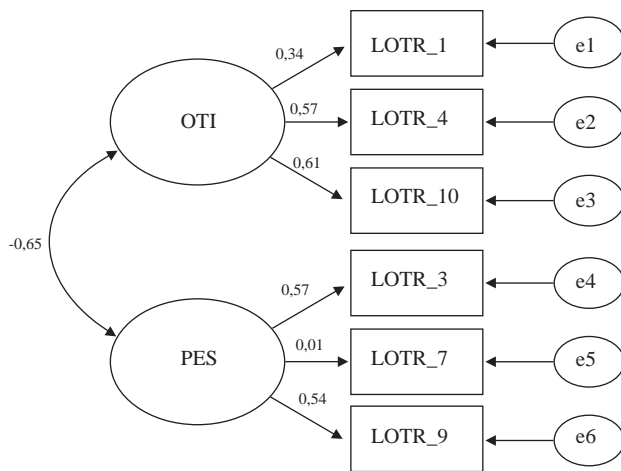 0,34 LOTR_1 e1
OTI 0,57 LOTR_4 e2
0,61 LOTR_10 e3
-0,65
0,57 LOTR_3 e4
PES 0,01 LOTR_7 e5
0,54 LOTR_9 e6